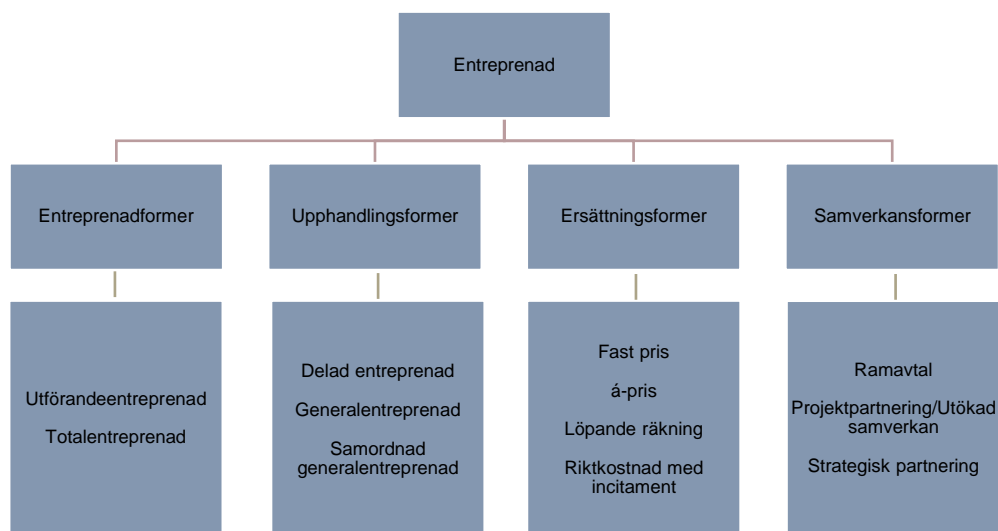 Entreprenad
Entreprenadformer
Upphandlingsformer
Ersättningsformer
Samverkansformer
Utförandeentreprenad
Totalentreprenad
Delad entreprenad
Generalentreprenad
Samordnad
generalentreprenad
Fast pris
á-pris
Löpande räkning
Riktkostnad med
incitament
Ramavtal
Projektpartnering/Utökad
samverkan
Strategisk partnering